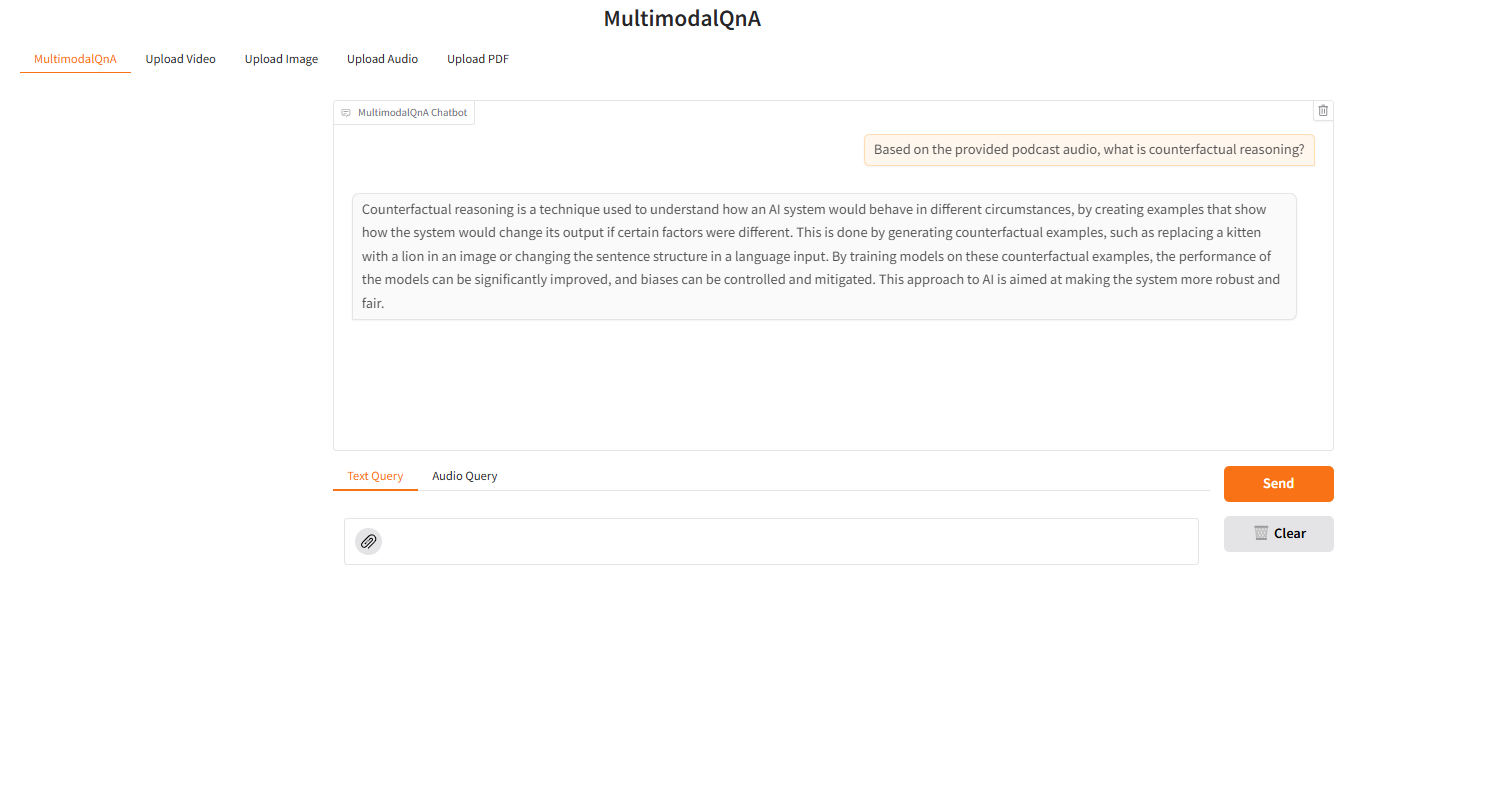 MultimodalQnA
MultimodalQnA
Upload Video
Upload Image
Upload Audio
Upload PDF
MultimodalQnA Chatbot
Based on the provided podcast audio, what is counterfactual reasoning?
Counterfactual reasoning is a technique used to understand how an AI system would behave in different circumstances, by creating examples that show
how the system would change its output if certain factors were different. This is done by generating counterfactual examples, such as replacing a kitten
with a lion in an image or changing the sentence structure in a language input. By training models on these counterfactual examples, the performance of
the models can be significantly improved, and biases can be controlled and mitigated. This approach to AI is aimed at making the system more robust and
fair.
Text Query
Audio Query
Send
Clear